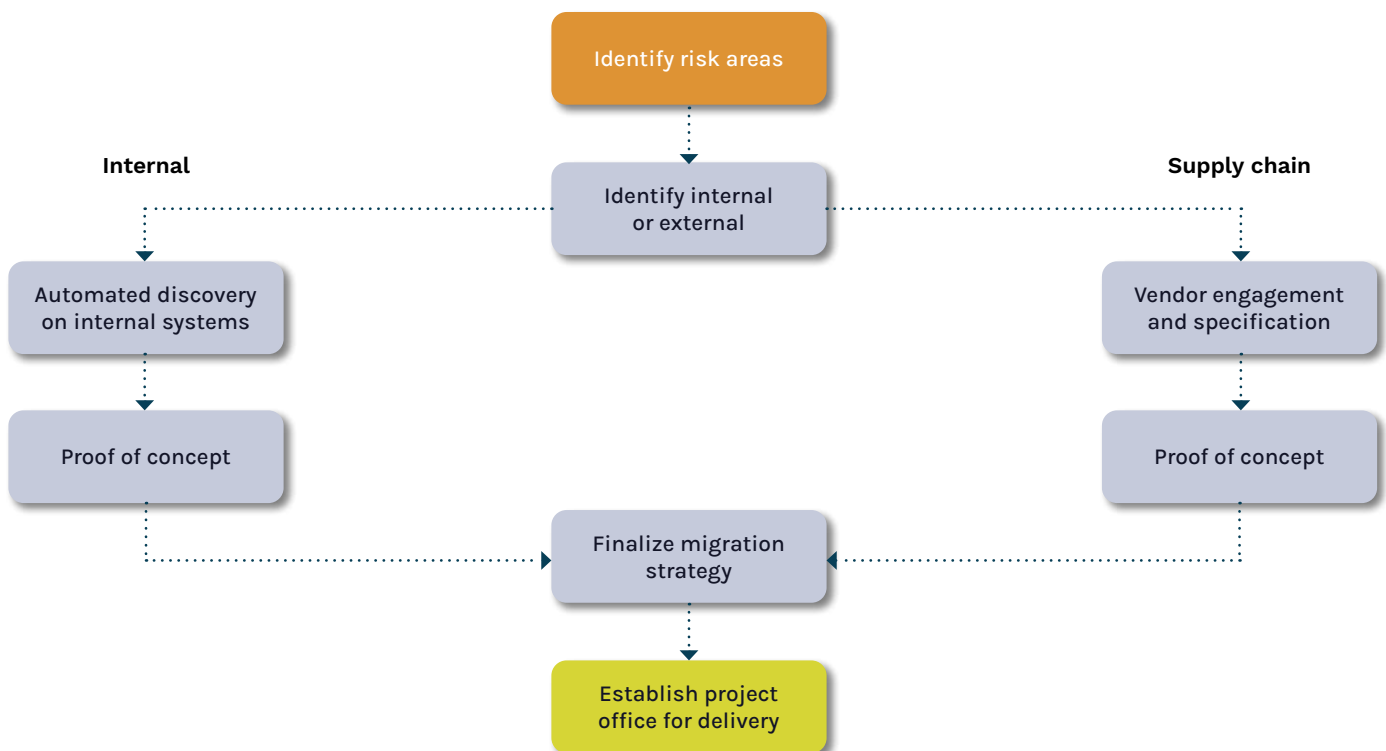 Identify risk areas
Internal
Supply chain
Identify internal
or external
Automated discovery
on internal systems
Vendor engagement
and specification
Proof of concept
Proof of concept
Finalize migration
strategy
Establish project
office for delivery